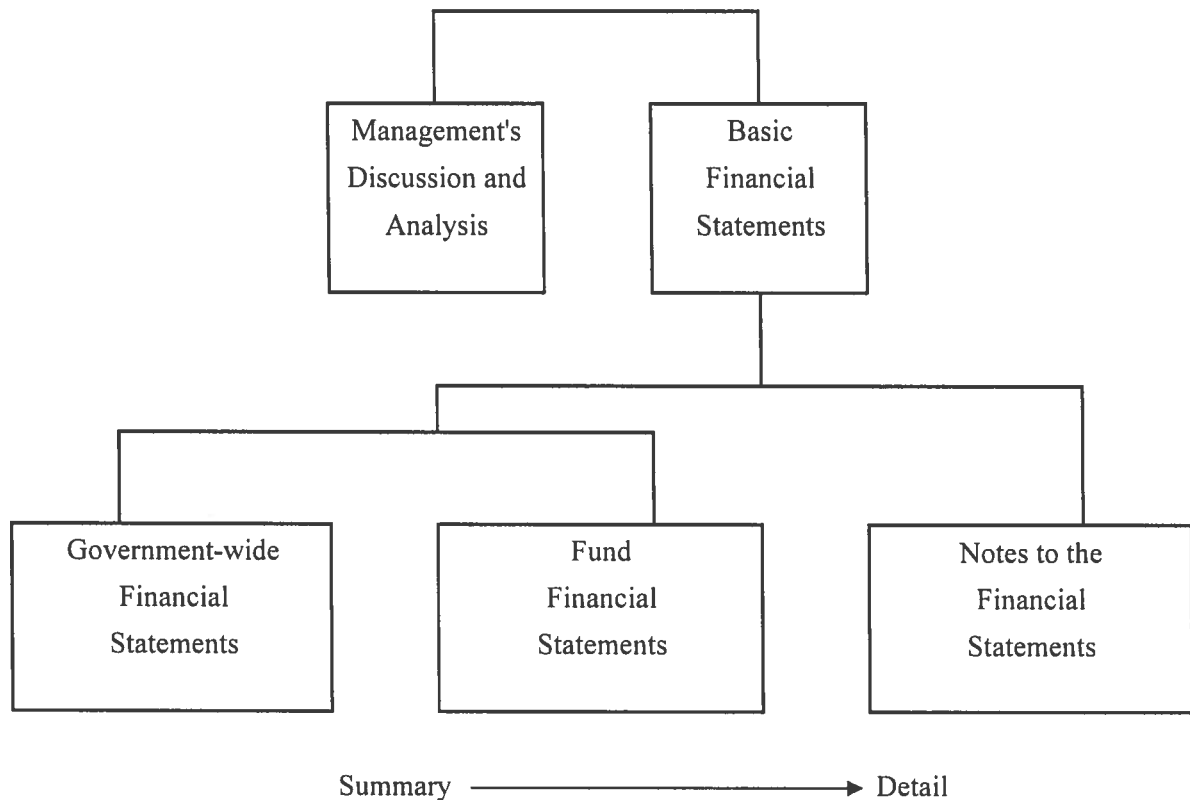 Management's
Discussion and
Analysis
Basic
Financial
Statements
Government-wide
Financial
Statements
Fund
Financial
Statements
Notes to the
Financial
Statements
Summary
Detail